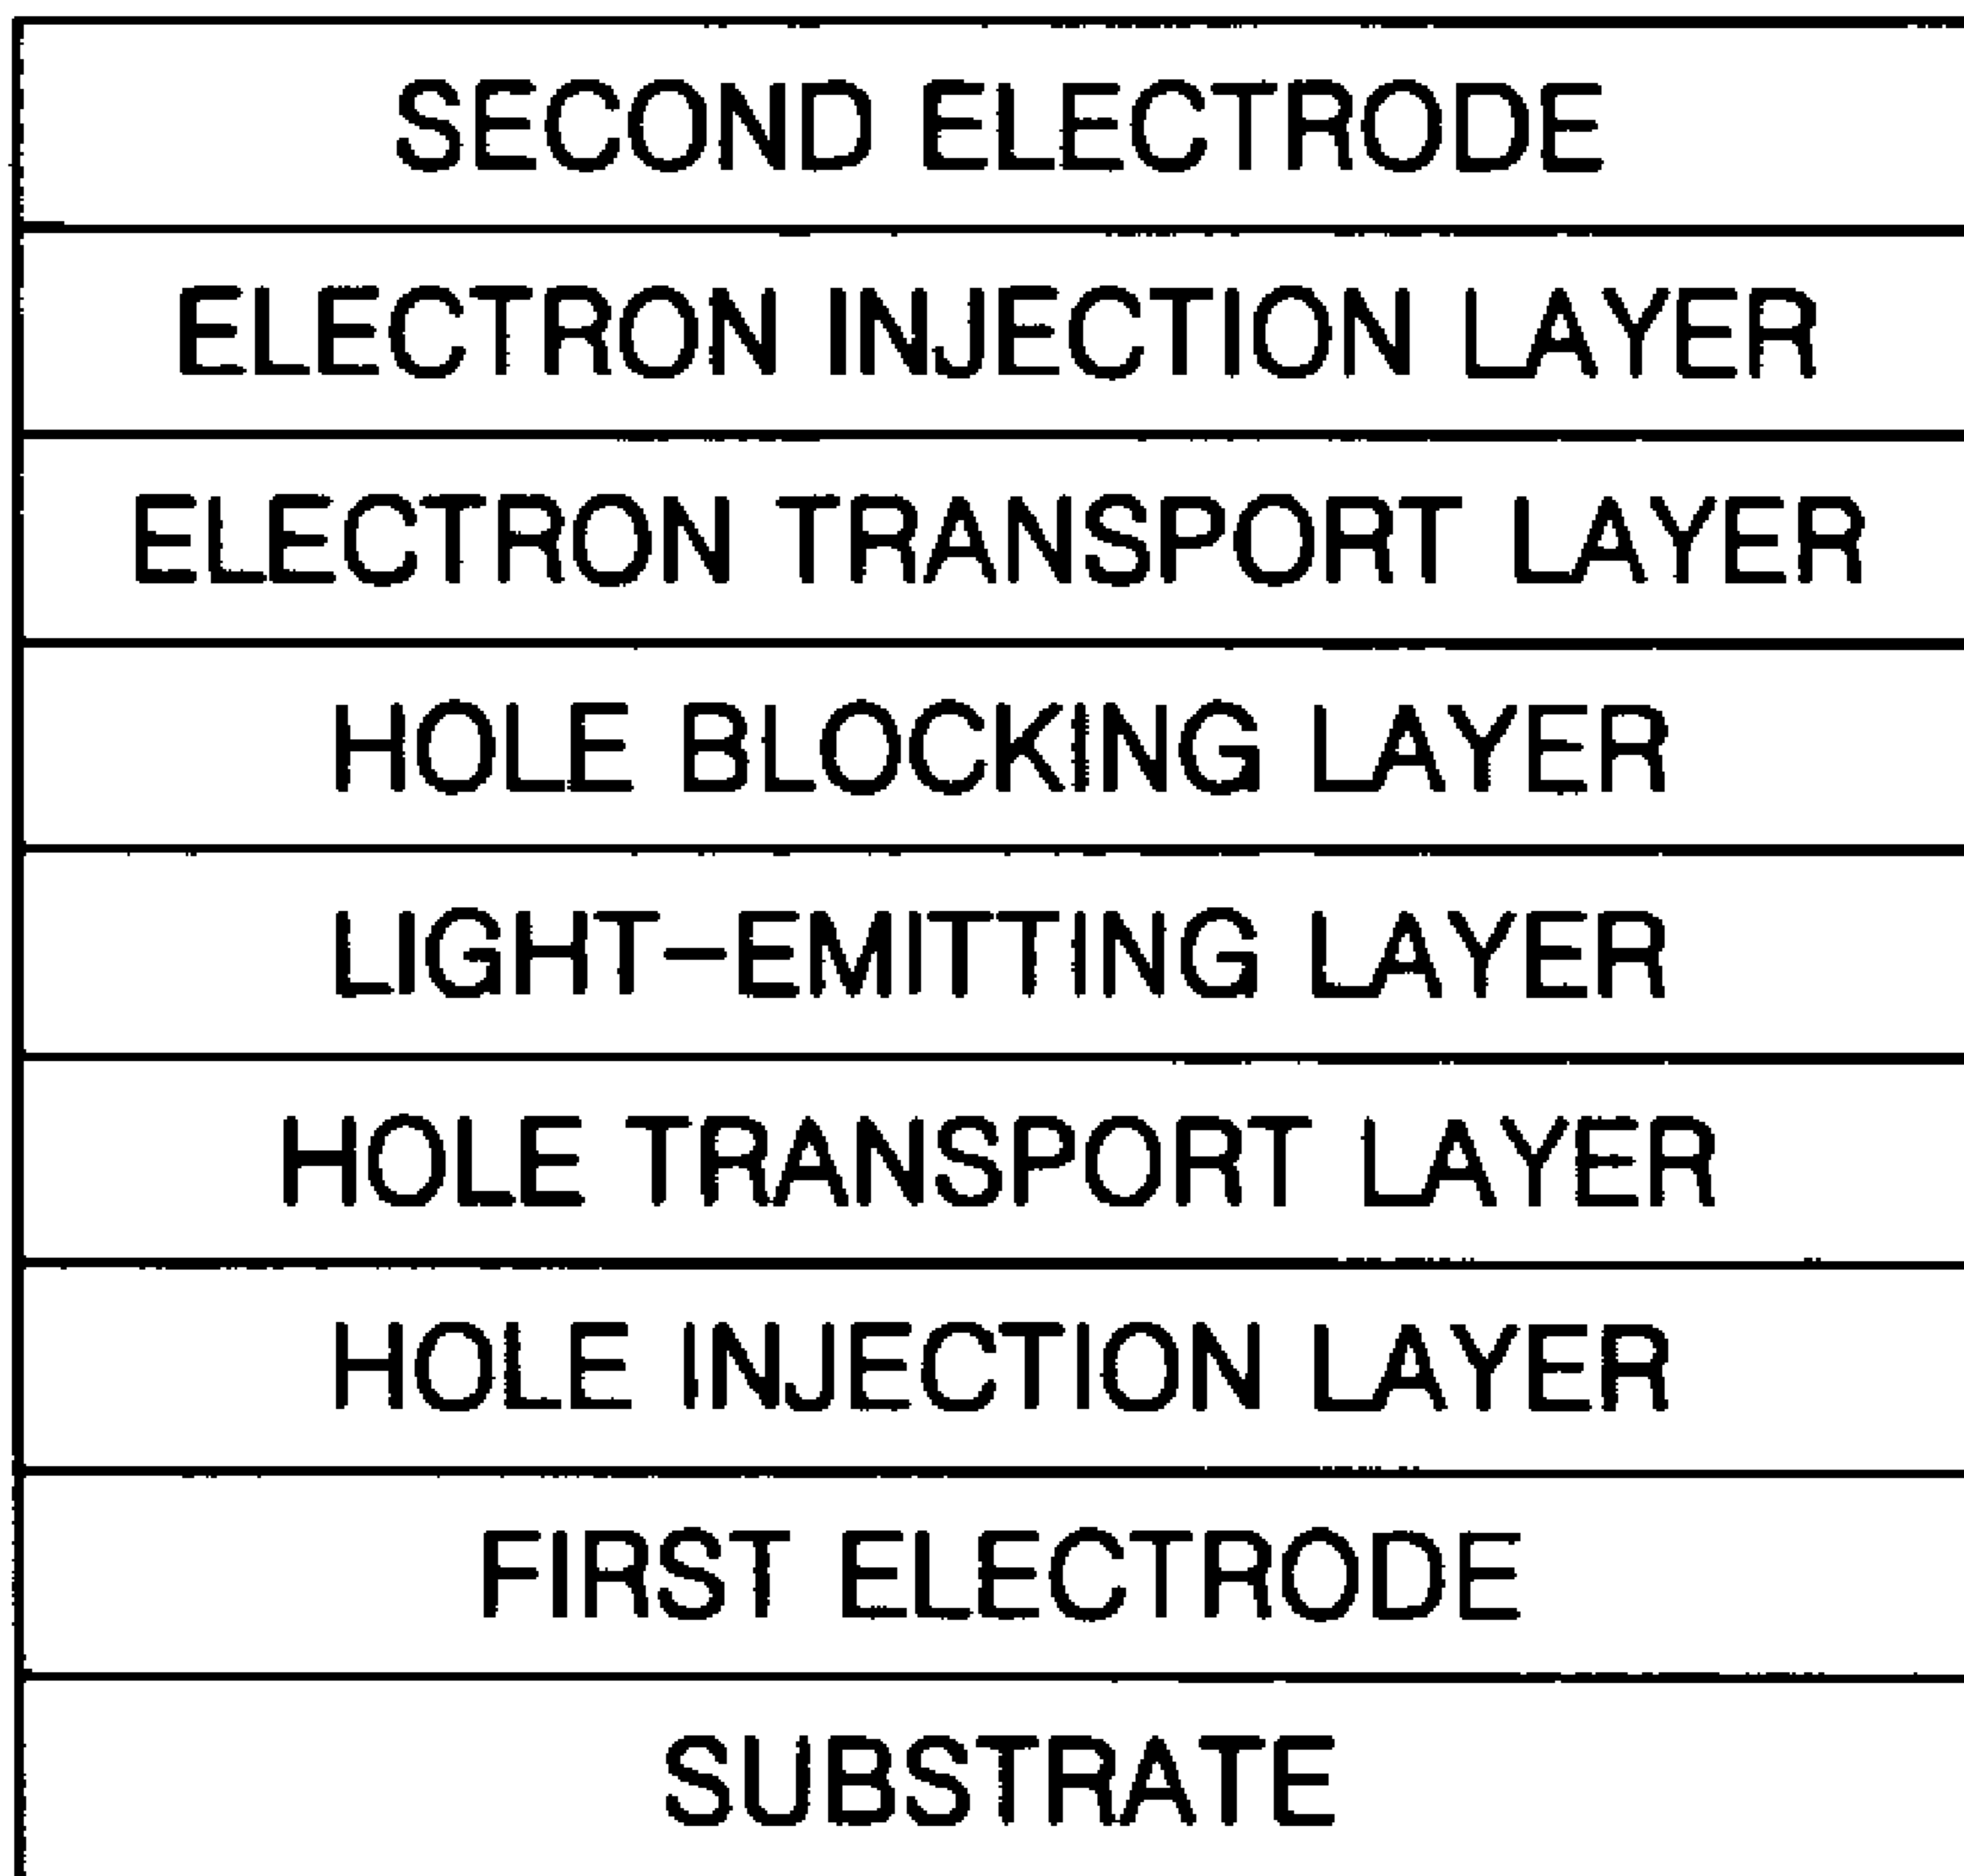 SECOND ELECTRODE
ELECTRON INJECTION LAYER
ELECTRON TRANSPORT LAYER
HOLE BLOCKING LAYER
LIGHT-EMITTING LAYER
HOLE TRANSPORT LAYER
HOLE INJECTION LAYER
FIRST ELECTRODE
SUBSTRATE